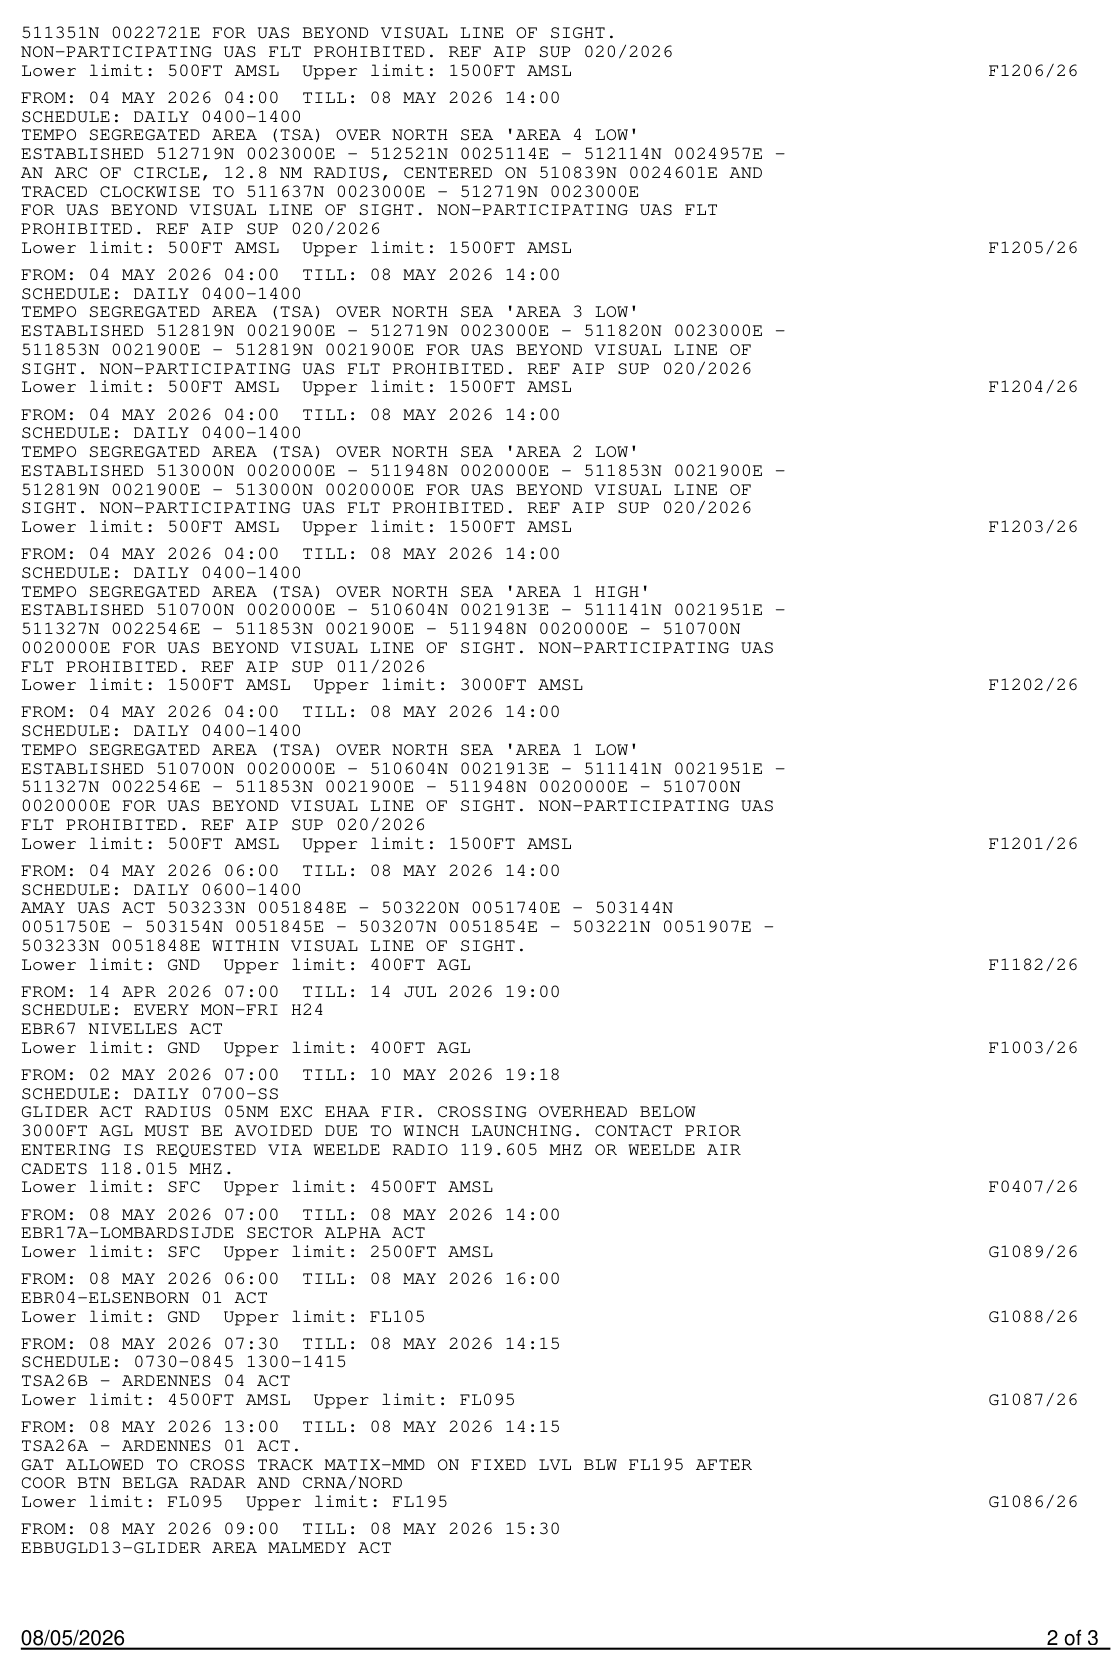 511351N 0022721E FOR UAS BEYOND VISUAL LINE OF SIGHT.
NON-PARTICIPATING UAS FLT PROHIBITED. REF AIP SUP 020/2026
Lower limit: 500FT AMSL  Upper limit: 1500FT AMSL F1206/26
FROM: 04 MAY 2026 04:00  TILL: 08 MAY 2026 14:00
SCHEDULE: DAILY 0400-1400
TEMPO SEGREGATED AREA (TSA) OVER NORTH SEA 'AREA 4 LOW'
ESTABLISHED 512719N 0023000E - 512521N 0025114E - 512114N 0024957E -
AN ARC OF CIRCLE, 12.8 NM RADIUS, CENTERED ON 510839N 0024601E AND
TRACED CLOCKWISE TO 511637N 0023000E - 512719N 0023000E
FOR UAS BEYOND VISUAL LINE OF SIGHT. NON-PARTICIPATING UAS FLT
PROHIBITED. REF AIP SUP 020/2026
Lower limit: 500FT AMSL  Upper limit: 1500FT AMSL F1205/26
FROM: 04 MAY 2026 04:00  TILL: 08 MAY 2026 14:00
SCHEDULE: DAILY 0400-1400
TEMPO SEGREGATED AREA (TSA) OVER NORTH SEA 'AREA 3 LOW'
ESTABLISHED 512819N 0021900E - 512719N 0023000E - 511820N 0023000E -
511853N 0021900E - 512819N 0021900E FOR UAS BEYOND VISUAL LINE OF
SIGHT. NON-PARTICIPATING UAS FLT PROHIBITED. REF AIP SUP 020/2026
Lower limit: 500FT AMSL  Upper limit: 1500FT AMSL F1204/26
FROM: 04 MAY 2026 04:00  TILL: 08 MAY 2026 14:00
SCHEDULE: DAILY 0400-1400
TEMPO SEGREGATED AREA (TSA) OVER NORTH SEA 'AREA 2 LOW'
ESTABLISHED 513000N 0020000E - 511948N 0020000E - 511853N 0021900E -
512819N 0021900E - 513000N 0020000E FOR UAS BEYOND VISUAL LINE OF
SIGHT. NON-PARTICIPATING UAS FLT PROHIBITED. REF AIP SUP 020/2026
Lower limit: 500FT AMSL  Upper limit: 1500FT AMSL F1203/26
FROM: 04 MAY 2026 04:00  TILL: 08 MAY 2026 14:00
SCHEDULE: DAILY 0400-1400
TEMPO SEGREGATED AREA (TSA) OVER NORTH SEA 'AREA 1 HIGH'
ESTABLISHED 510700N 0020000E - 510604N 0021913E - 511141N 0021951E -
511327N 0022546E - 511853N 0021900E - 511948N 0020000E - 510700N
0020000E FOR UAS BEYOND VISUAL LINE OF SIGHT. NON-PARTICIPATING UAS
FLT PROHIBITED. REF AIP SUP 011/2026
Lower limit: 1500FT AMSL  Upper limit: 3000FT AMSL F1202/26
FROM: 04 MAY 2026 04:00  TILL: 08 MAY 2026 14:00
SCHEDULE: DAILY 0400-1400
TEMPO SEGREGATED AREA (TSA) OVER NORTH SEA 'AREA 1 LOW'
ESTABLISHED 510700N 0020000E - 510604N 0021913E - 511141N 0021951E -
511327N 0022546E - 511853N 0021900E - 511948N 0020000E - 510700N
0020000E FOR UAS BEYOND VISUAL LINE OF SIGHT. NON-PARTICIPATING UAS
FLT PROHIBITED. REF AIP SUP 020/2026
Lower limit: 500FT AMSL  Upper limit: 1500FT AMSL F1201/26
FROM: 04 MAY 2026 06:00  TILL: 08 MAY 2026 14:00
SCHEDULE: DAILY 0600-1400
AMAY UAS ACT 503233N 0051848E - 503220N 0051740E - 503144N
0051750E - 503154N 0051845E - 503207N 0051854E - 503221N 0051907E -
503233N 0051848E WITHIN VISUAL LINE OF SIGHT.
Lower limit: GND  Upper limit: 400FT AGL F1182/26
FROM: 14 APR 2026 07:00  TILL: 14 JUL 2026 19:00
SCHEDULE: EVERY MON-FRI H24
EBR67 NIVELLES ACT
Lower limit: GND  Upper limit: 400FT AGL F1003/26
FROM: 02 MAY 2026 07:00  TILL: 10 MAY 2026 19:18
SCHEDULE: DAILY 0700-SS
GLIDER ACT RADIUS 05NM EXC EHAA FIR. CROSSING OVERHEAD BELOW
3000FT AGL MUST BE AVOIDED DUE TO WINCH LAUNCHING. CONTACT PRIOR
ENTERING IS REQUESTED VIA WEELDE RADIO 119.605 MHZ OR WEELDE AIR
CADETS 118.015 MHZ.
Lower limit: SFC  Upper limit: 4500FT AMSL F0407/26
FROM: 08 MAY 2026 07:00  TILL: 08 MAY 2026 14:00
EBR17A-LOMBARDSIJDE SECTOR ALPHA ACT
Lower limit: SFC  Upper limit: 2500FT AMSL G1089/26
FROM: 08 MAY 2026 06:00  TILL: 08 MAY 2026 16:00
EBR04-ELSENBORN 01 ACT
Lower limit: GND  Upper limit: FL105 G1088/26
FROM: 08 MAY 2026 07:30  TILL: 08 MAY 2026 14:15
SCHEDULE: 0730-0845 1300-1415
TSA26B - ARDENNES 04 ACT
Lower limit: 4500FT AMSL  Upper limit: FL095 G1087/26
FROM: 08 MAY 2026 13:00  TILL: 08 MAY 2026 14:15
TSA26A - ARDENNES 01 ACT.
GAT ALLOWED TO CROSS TRACK MATIX-MMD ON FIXED LVL BLW FL195 AFTER
COOR BTN BELGA RADAR AND CRNA/NORD
Lower limit: FL095  Upper limit: FL195 G1086/26
FROM: 08 MAY 2026 09:00  TILL: 08 MAY 2026 15:30
EBBUGLD13-GLIDER AREA MALMEDY ACT
08/05/2026 2 of 3